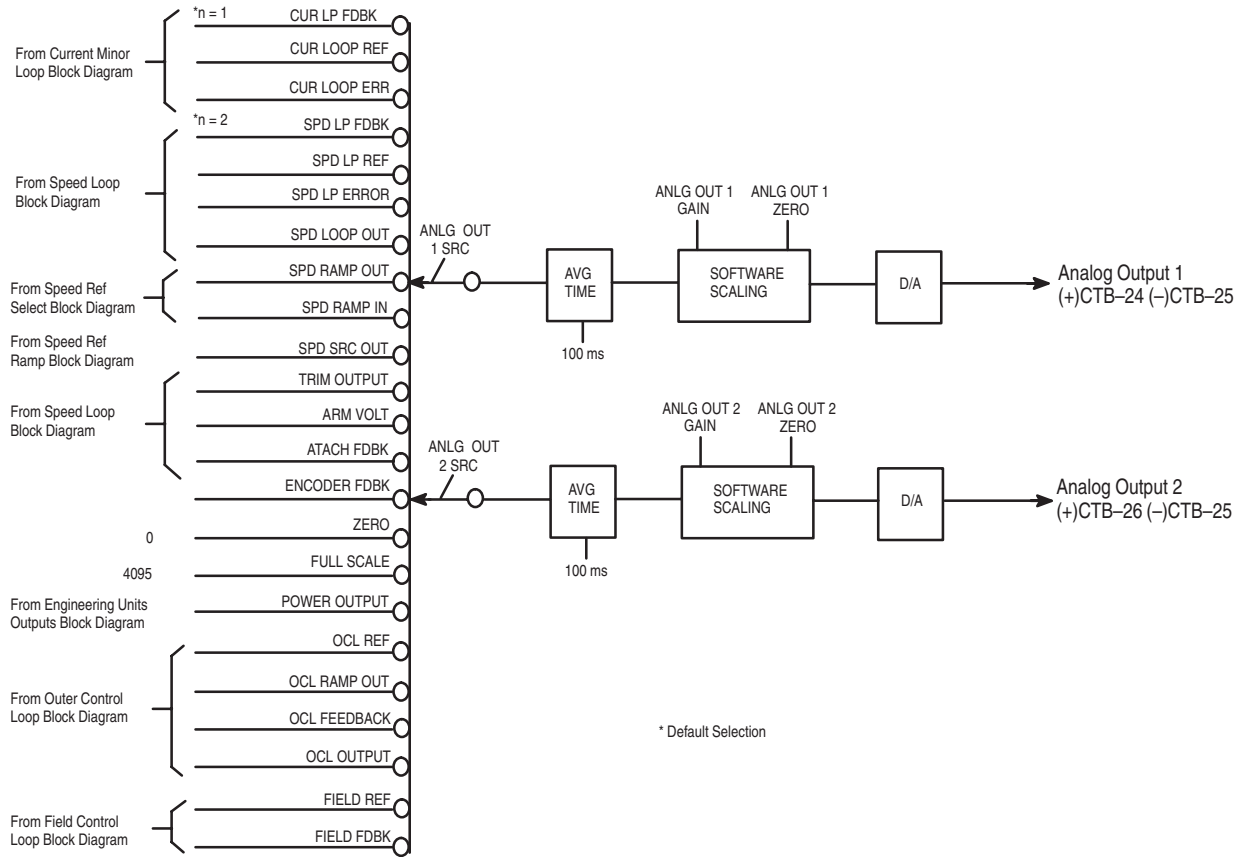 *n = 1
CUR LP FDBK
CUR LOOP REF
From Current Minor
Loop Block Diagram
CUR LOOP ERR
*n = 2
SPD LP FDBK
SPD LP REF
From Speed Loop
Block Diagram
SPD LP ERROR
SPD LOOP OUT
SPD RAMP OUT
From Speed Ref
Select Block Diagram
SPD RAMP IN
From Speed Ref
Ramp Block Diagram
SPD SRC OUT
TRIM OUTPUT
From Speed Loop
Block Diagram
ARM VOLT
ATACH FDBK
ENCODER FDBK
ZERO
0
FULL SCALE
4095
From Engineering Units
Outputs Block Diagram
POWER OUTPUT
OCL REF
OCL RAMP OUT
From Outer Control
Loop Block Diagram
OCL FEEDBACK
OCL OUTPUT
FIELD REF
From Field Control
Loop Block Diagram
FIELD FDBK
ANLG OUT
1 SRC
AVG
TIME
100 ms
ANLG OUT 1
GAIN
ANLG OUT 1
ZERO
SOFTWARE
SCALING
D/A
Analog Output 1
(+)CTB–24 (–)CTB–25
ANLG OUT
2 SRC
AVG
TIME
100 ms
ANLG OUT 2
GAIN
ANLG OUT 2
ZERO
SOFTWARE
SCALING
D/A
Analog Output 2
(+)CTB–26 (–)CTB–25
* Default Selection